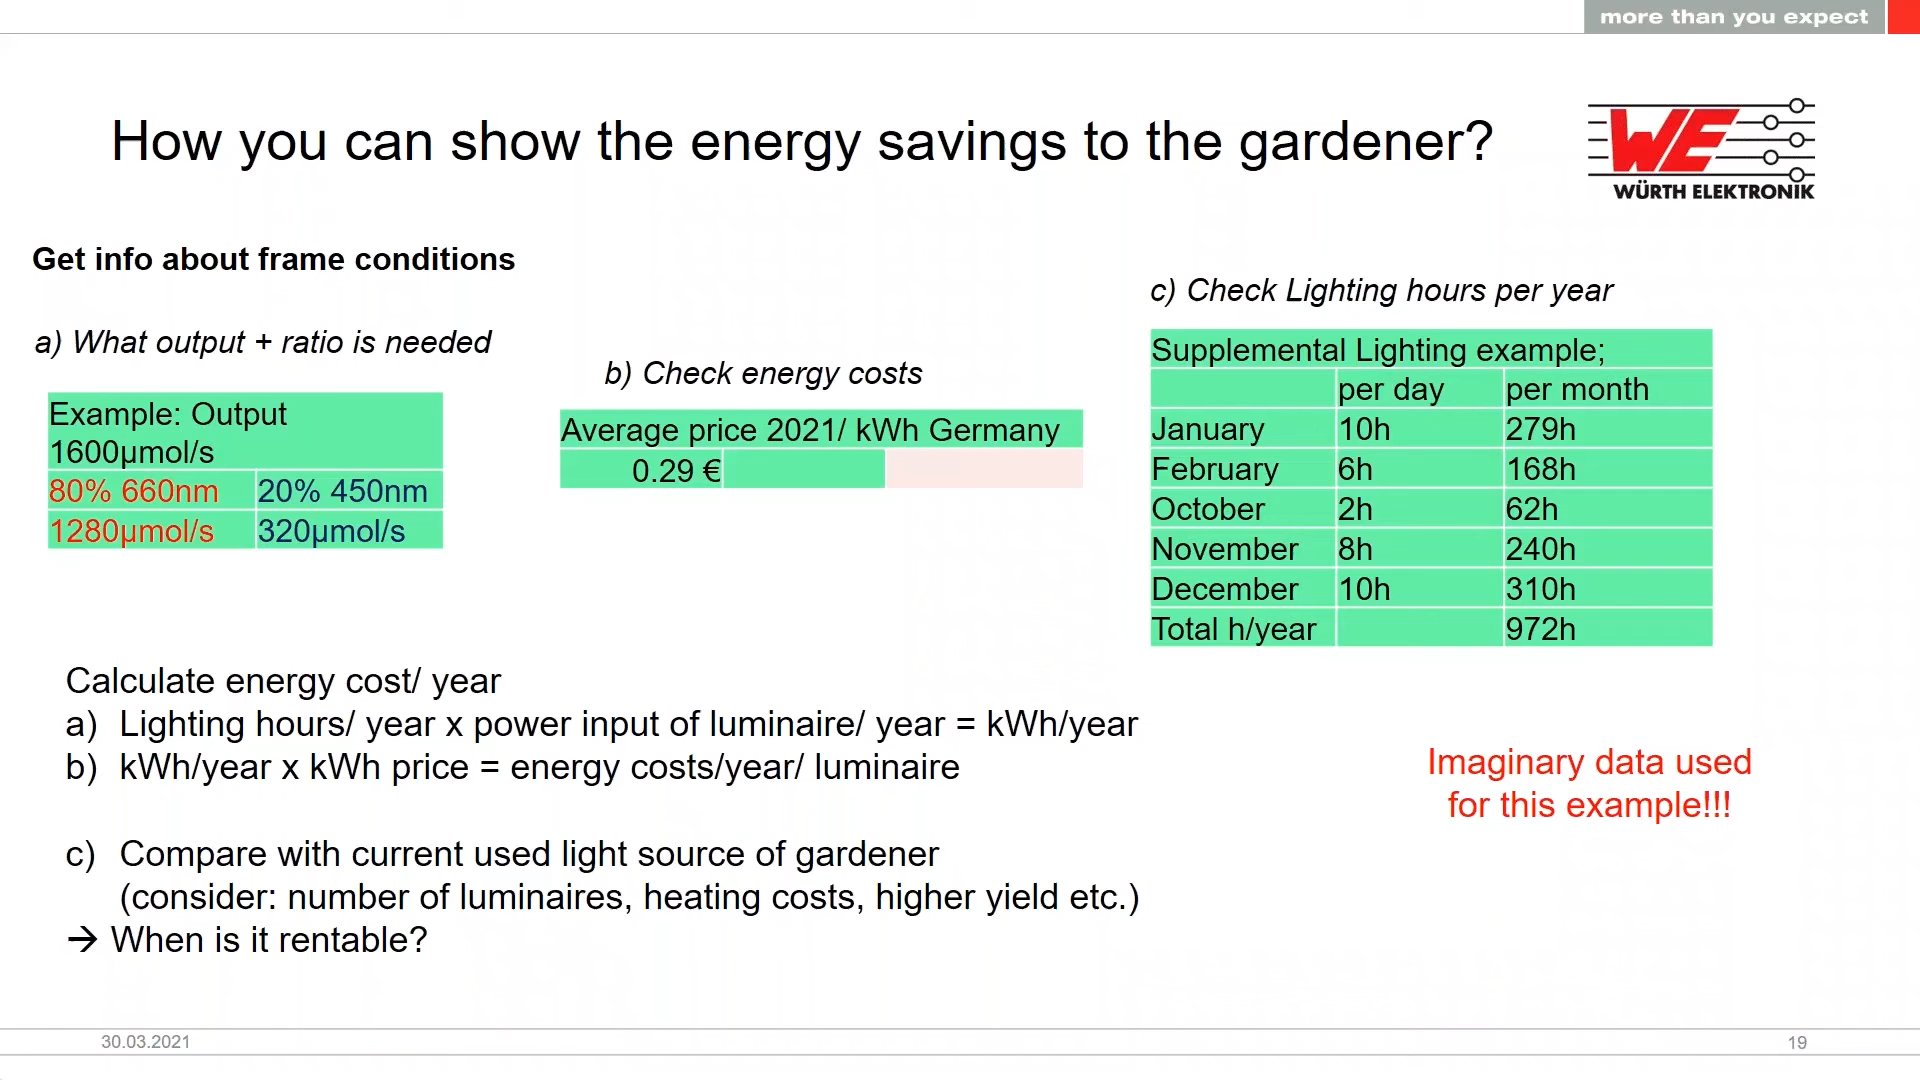 more than you expect
How you can show the energy savings to the gardener?
WE
WÜRTH ELEKTRONIK
Get info about frame conditions
a) What output + ratio is needed
Example: Output
1600µmol/s
80% 660nm 20% 450nm
1280µmol/s 320µmol/s
b) Check energy costs
Average price 2021/ kWh Germany
0.29 €
c) Check Lighting hours per year
Supplemental Lighting example;
per day per month
January 10h 279h
February 6h 168h
October 2h 62h
November 8h 240h
December 10h 310h
Total h/year 972h
Calculate energy cost/ year
a) Lighting hours/ year x power input of luminaire/ year = kWh/year
b) kWh/year x kWh price = energy costs/year/ luminaire
c) Compare with current used light source of gardener
(consider: number of luminaires, heating costs, higher yield etc.)
→ When is it rentable?
Imaginary data used
for this example!!!
30.03.2021
19